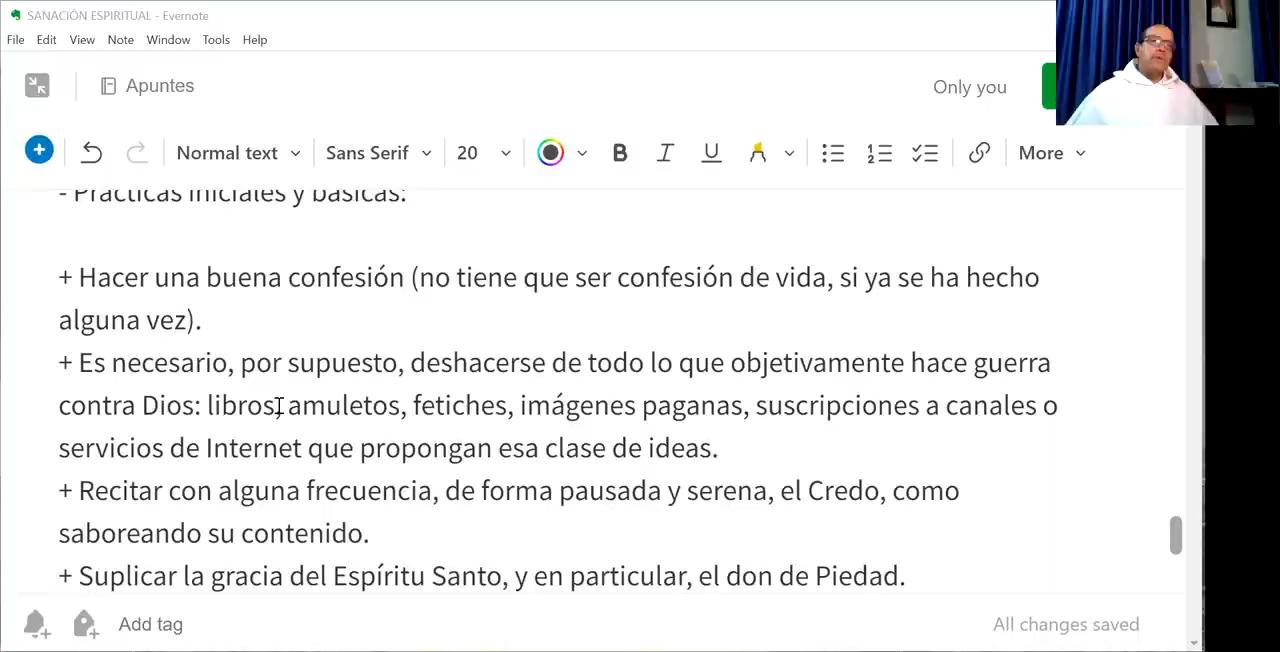 SANACIÓN ESPIRITUAL - Evernote
File Edit View Note Window Tools Help
Apuntes
Only you
Normal text Sans Serif 20 B I U More
- Prácticas iniciales y básicas:
+ Hacer una buena confesión (no tiene que ser confesión de vida, si ya se ha hecho
alguna vez).
+ Es necesario, por supuesto, deshacerse de todo lo que objetivamente hace guerra
contra Dios: libros, amuletos, fetiches, imágenes paganas, suscripciones a canales o
servicios de Internet que propongan esa clase de ideas.
+ Recitar con alguna frecuencia, de forma pausada y serena, el Credo, como
saboreando su contenido.
+ Suplicar la gracia del Espíritu Santo, y en particular, el don de Piedad.
Add tag
All changes saved